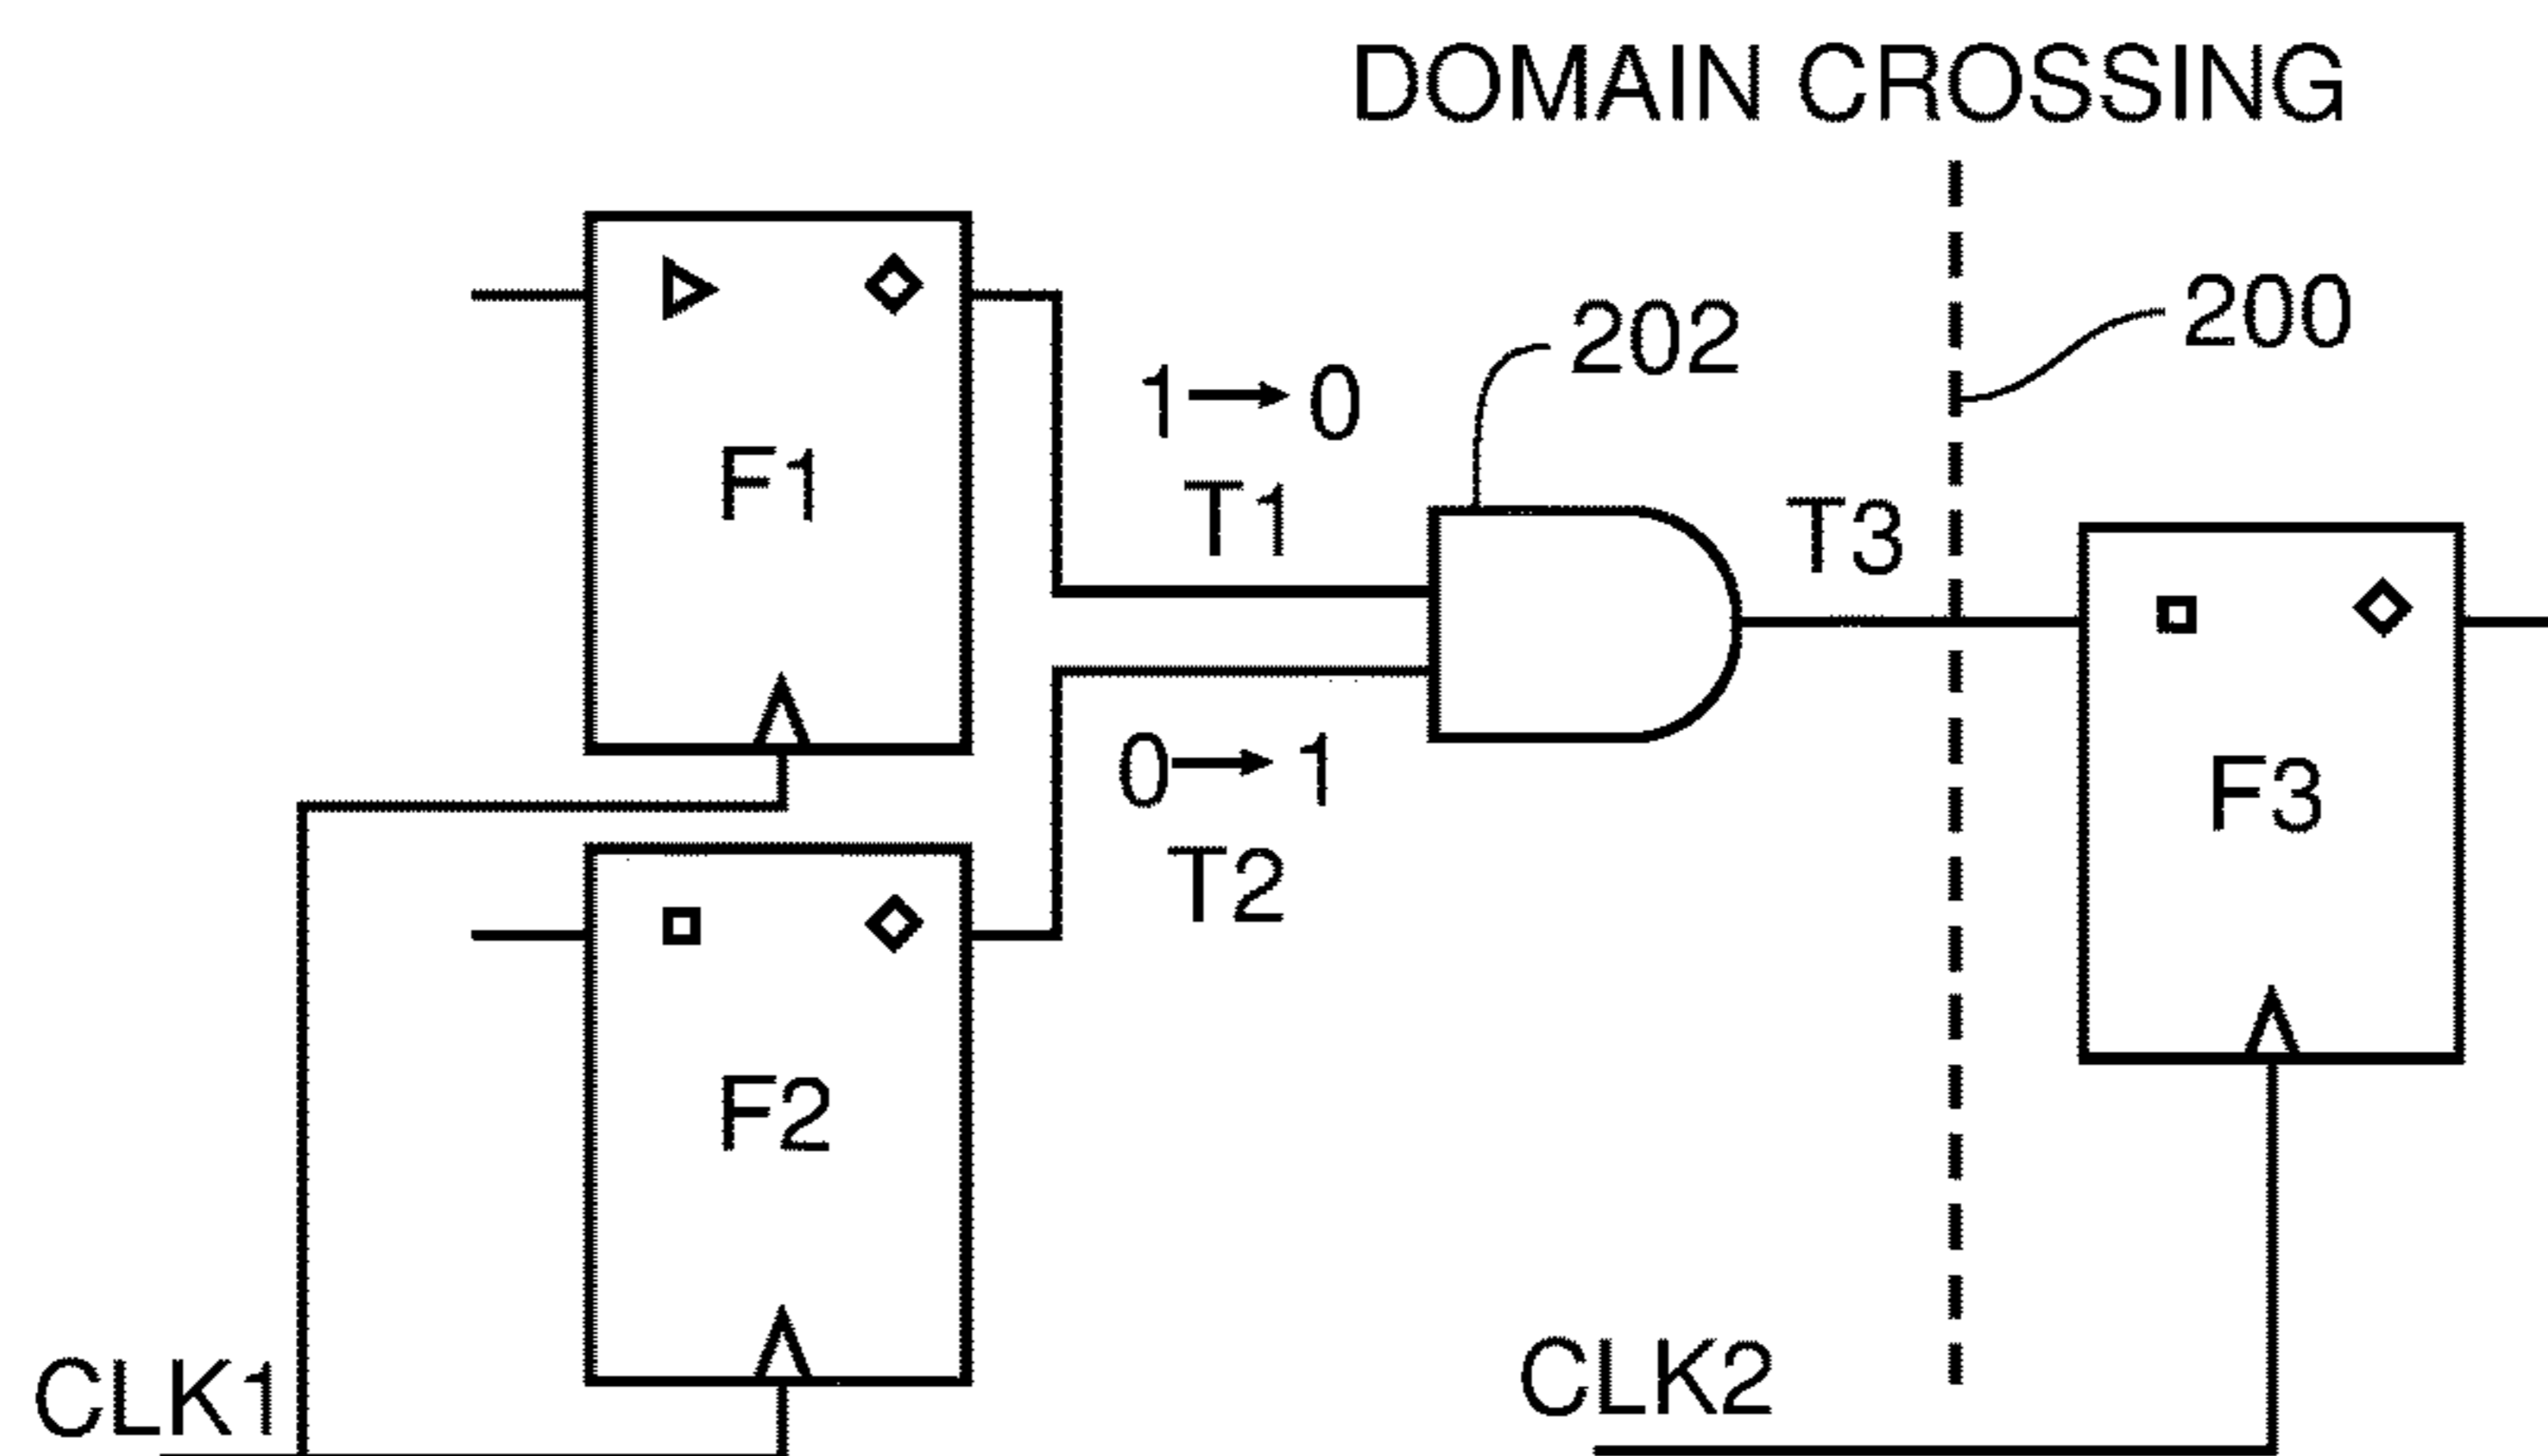 DOMAIN CROSSING
200
202
1→0
T1
F1
T3
0→1
T2
F3
F2
CLK1
CLK2